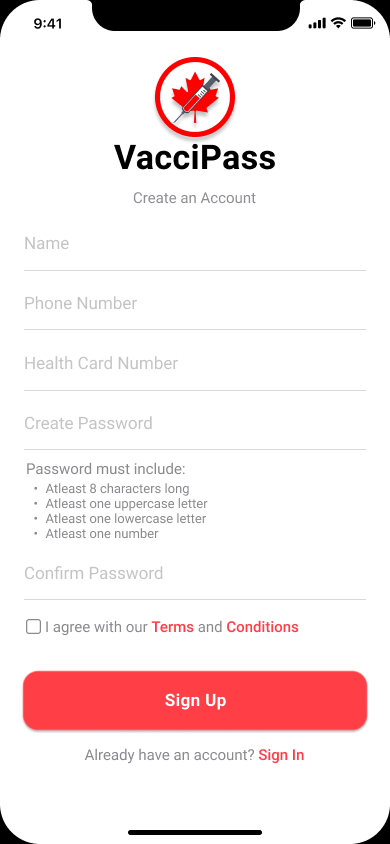 9:41
VacciPass
Create an Account
Name
Phone Number
Health Card Number
Create Password
Password must include:
• Atleast 8 characters long
• Atleast one uppercase letter
• Atleast one lowercase letter
• Atleast one number
Confirm Password
I agree with our Terms and Conditions
Sign Up
Already have an account? Sign In